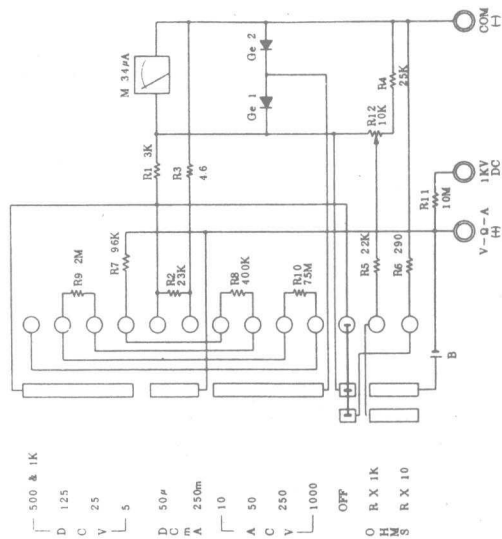 M 34µA
R1 3K
R3
4.6
Ge 1
Ge 2
COM
(−)
R4
25K
R12
10K
1KV
DC
R11
10M
V-Ω-A
(+)
R9 2M
R7 96K
R2
23K
R8
400K
R10
7.5M
R5 22K
R6 290
B
500 & 1K
D 125
C 25
V 5
D 50µ
C m A 250m
10
A 50
C 250
V 1000
OFF
O H M S
R X 1K
R X 10